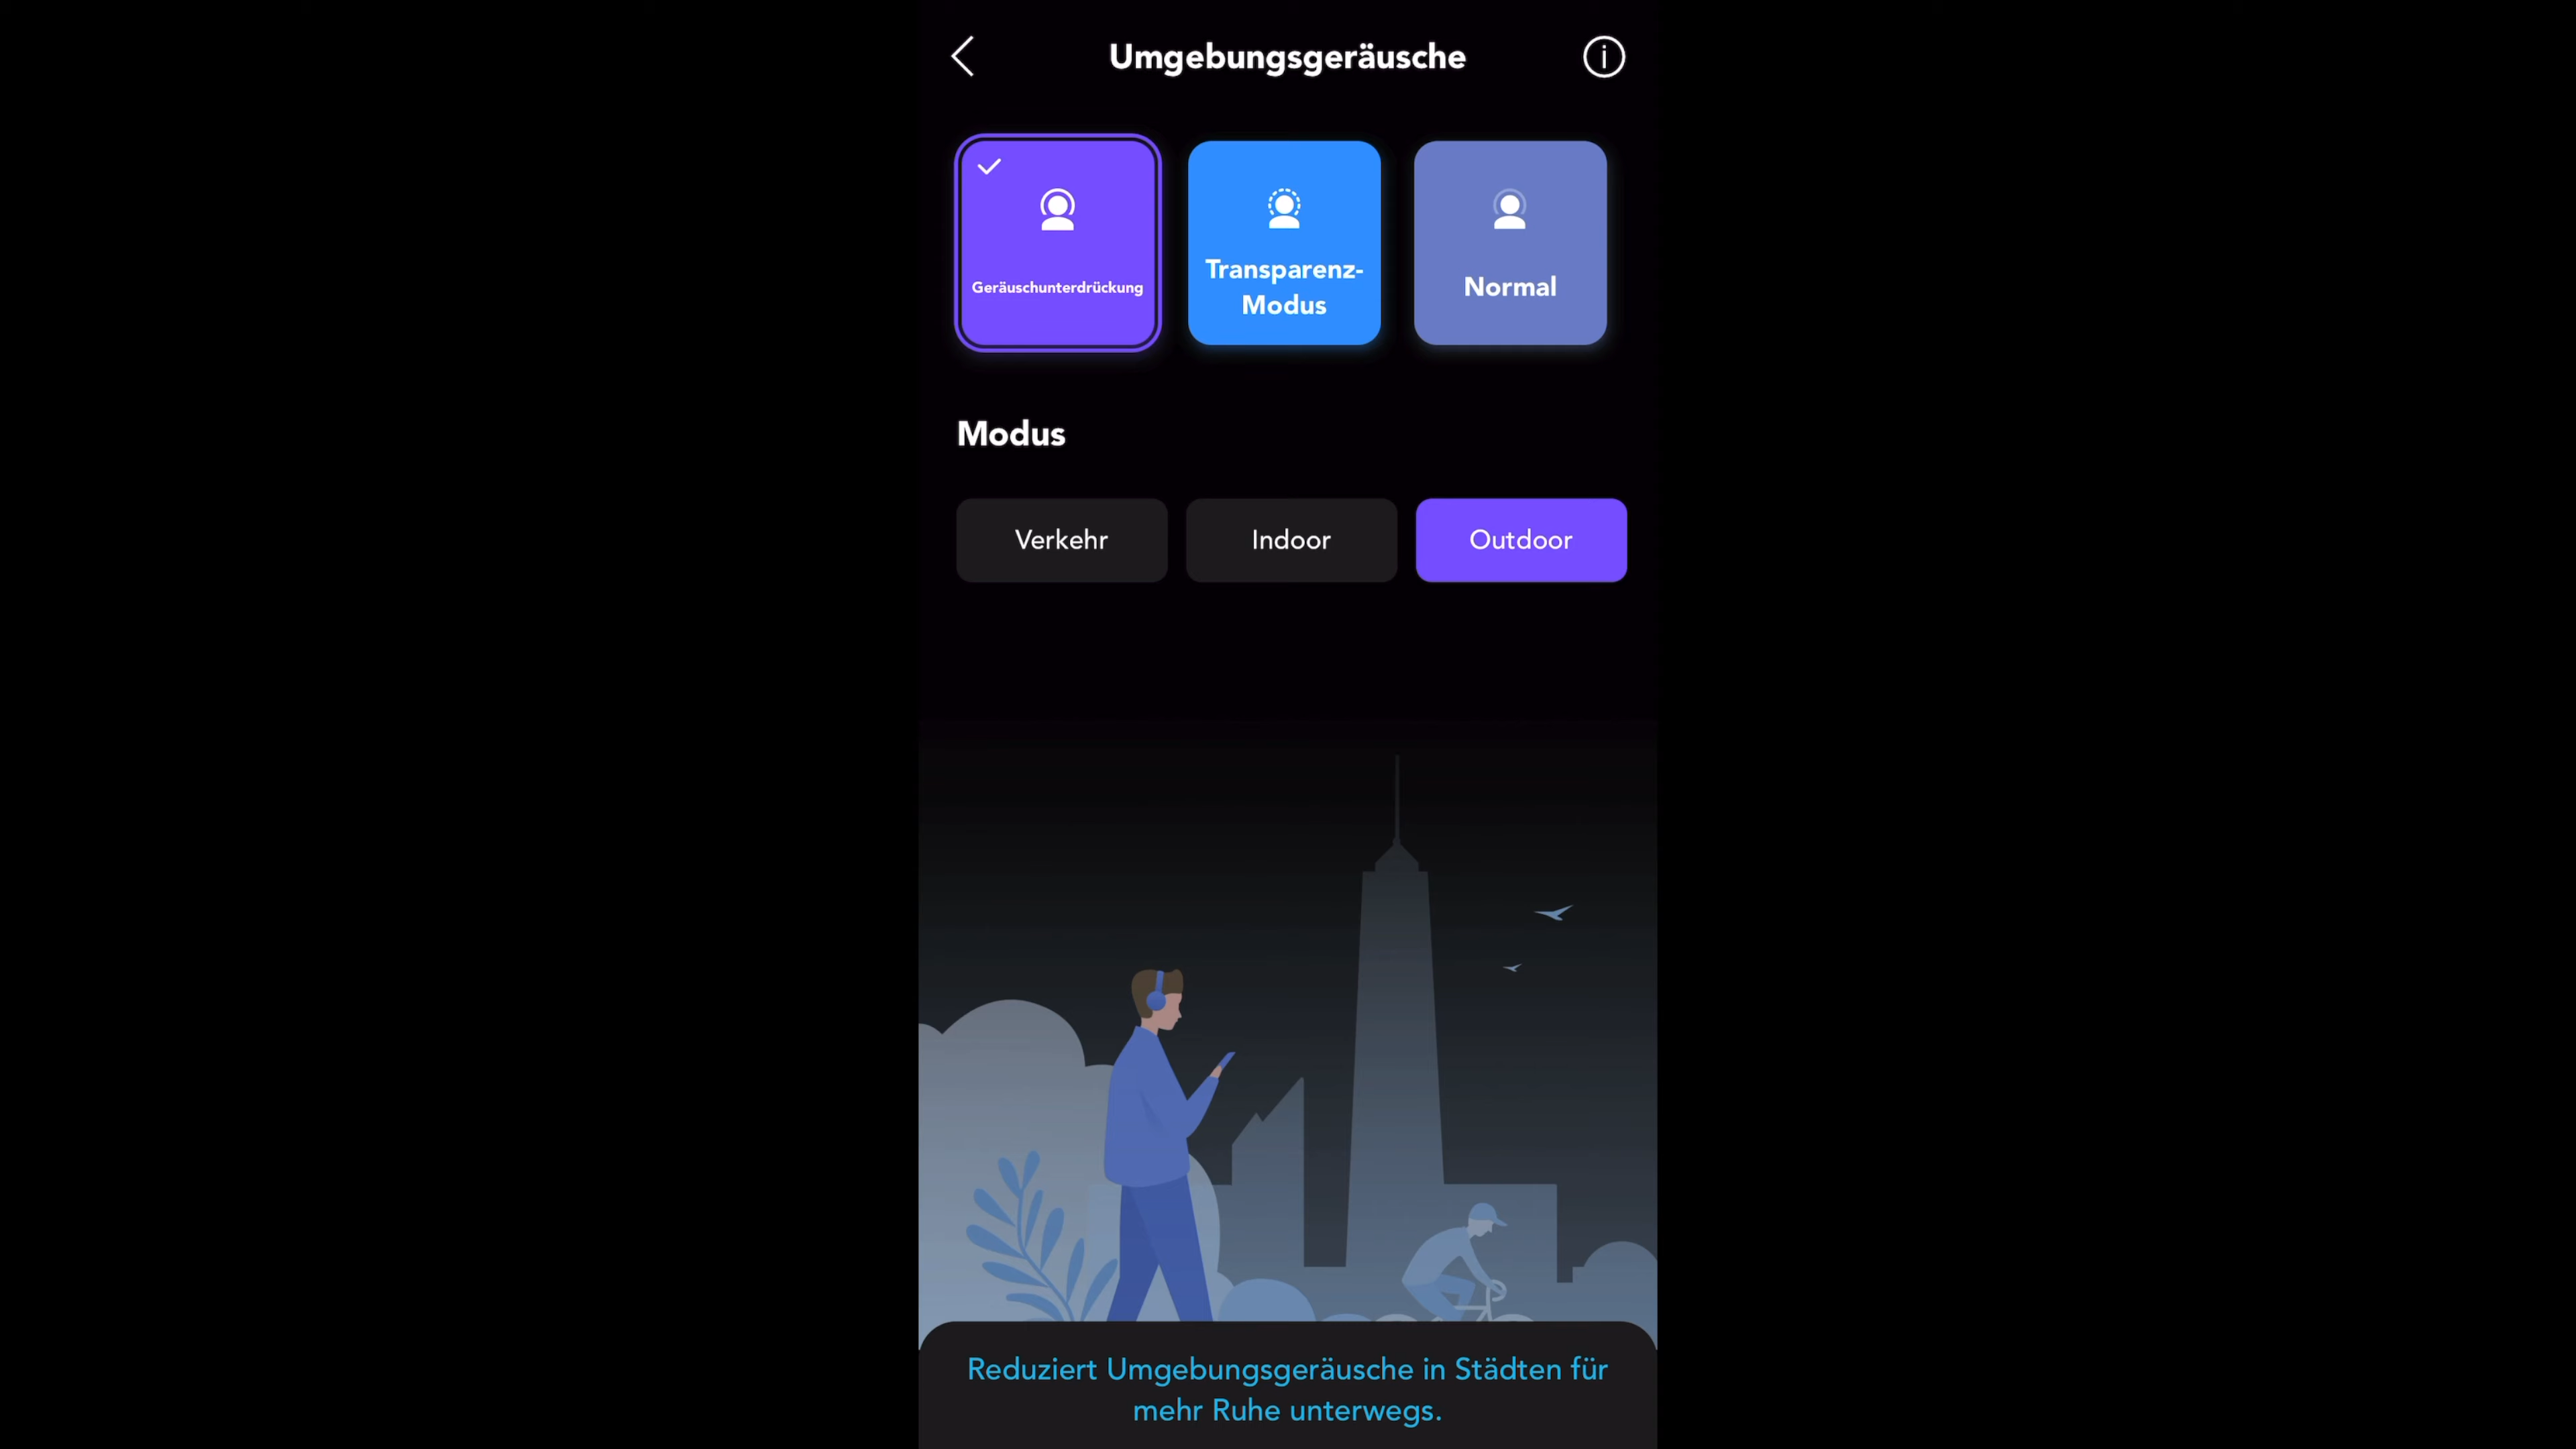 Umgebungsgeräusche
Geräuschunterdrückung
Transparenz-
Modus
Normal
Modus
Verkehr
Indoor
Outdoor
Reduziert Umgebungsgeräusche in Städten für
mehr Ruhe unterwegs.